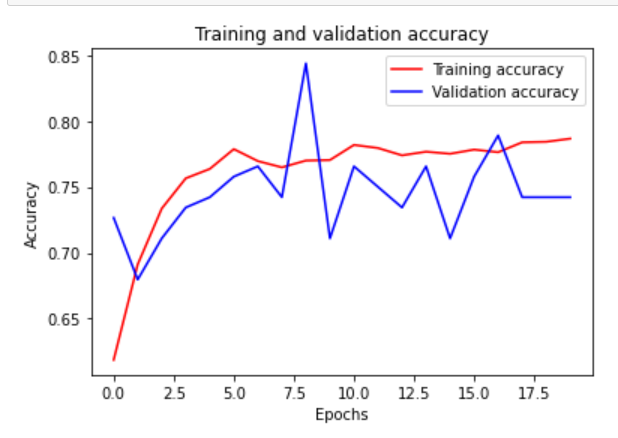 Training and validation accuracy
Training accuracy
Validation accuracy
0.85
0.80
0.75
0.70
0.65
Accuracy
0.0 2.5 5.0 7.5 10.0 12.5 15.0 17.5
Epochs